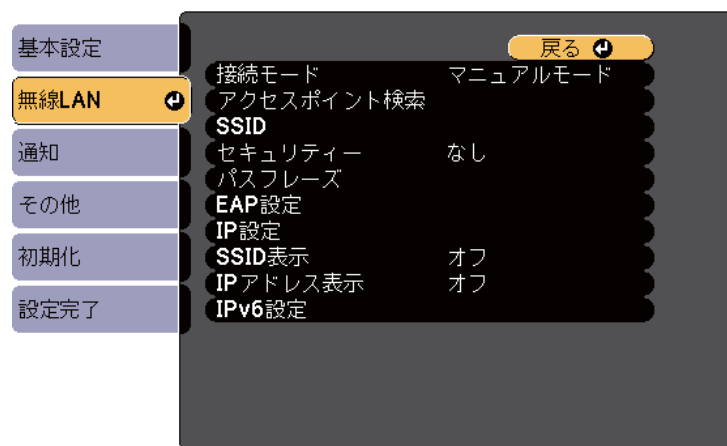 基本設定
無線LAN
通知
その他
初期化
設定完了
戻る
接続モード マニュアルモード
アクセスポイント検索
SSID
セキュリティー なし
パスフレーズ
EAP設定
IP設定
SSID表示 オフ
IPアドレス表示 オフ
IPv6設定